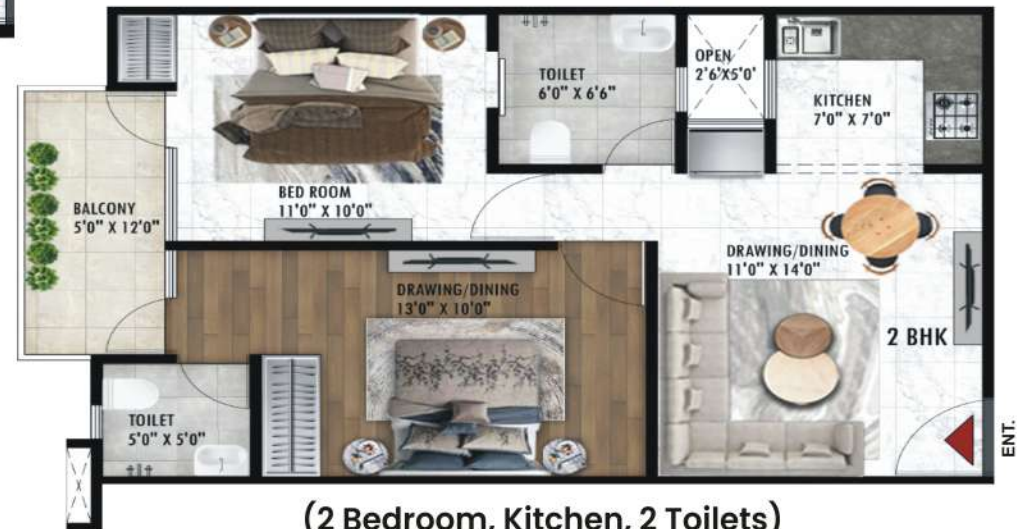 OPEN
2'6"X5'0'
TOILET
6'0" X 6'6"
KITCHEN
7'0" X 7'0"
BED ROOM
11'0" X 10'0"
BALCONY
5'0" X 12'0"
DRAWING/DINING
11'0" X 14'0"
DRAWING/DINING
13'0" X 10'0"
2 BHK
TOILET
5'0" X 5'0"
ENT.
(2 Bedroom, Kitchen, 2 Toilets)